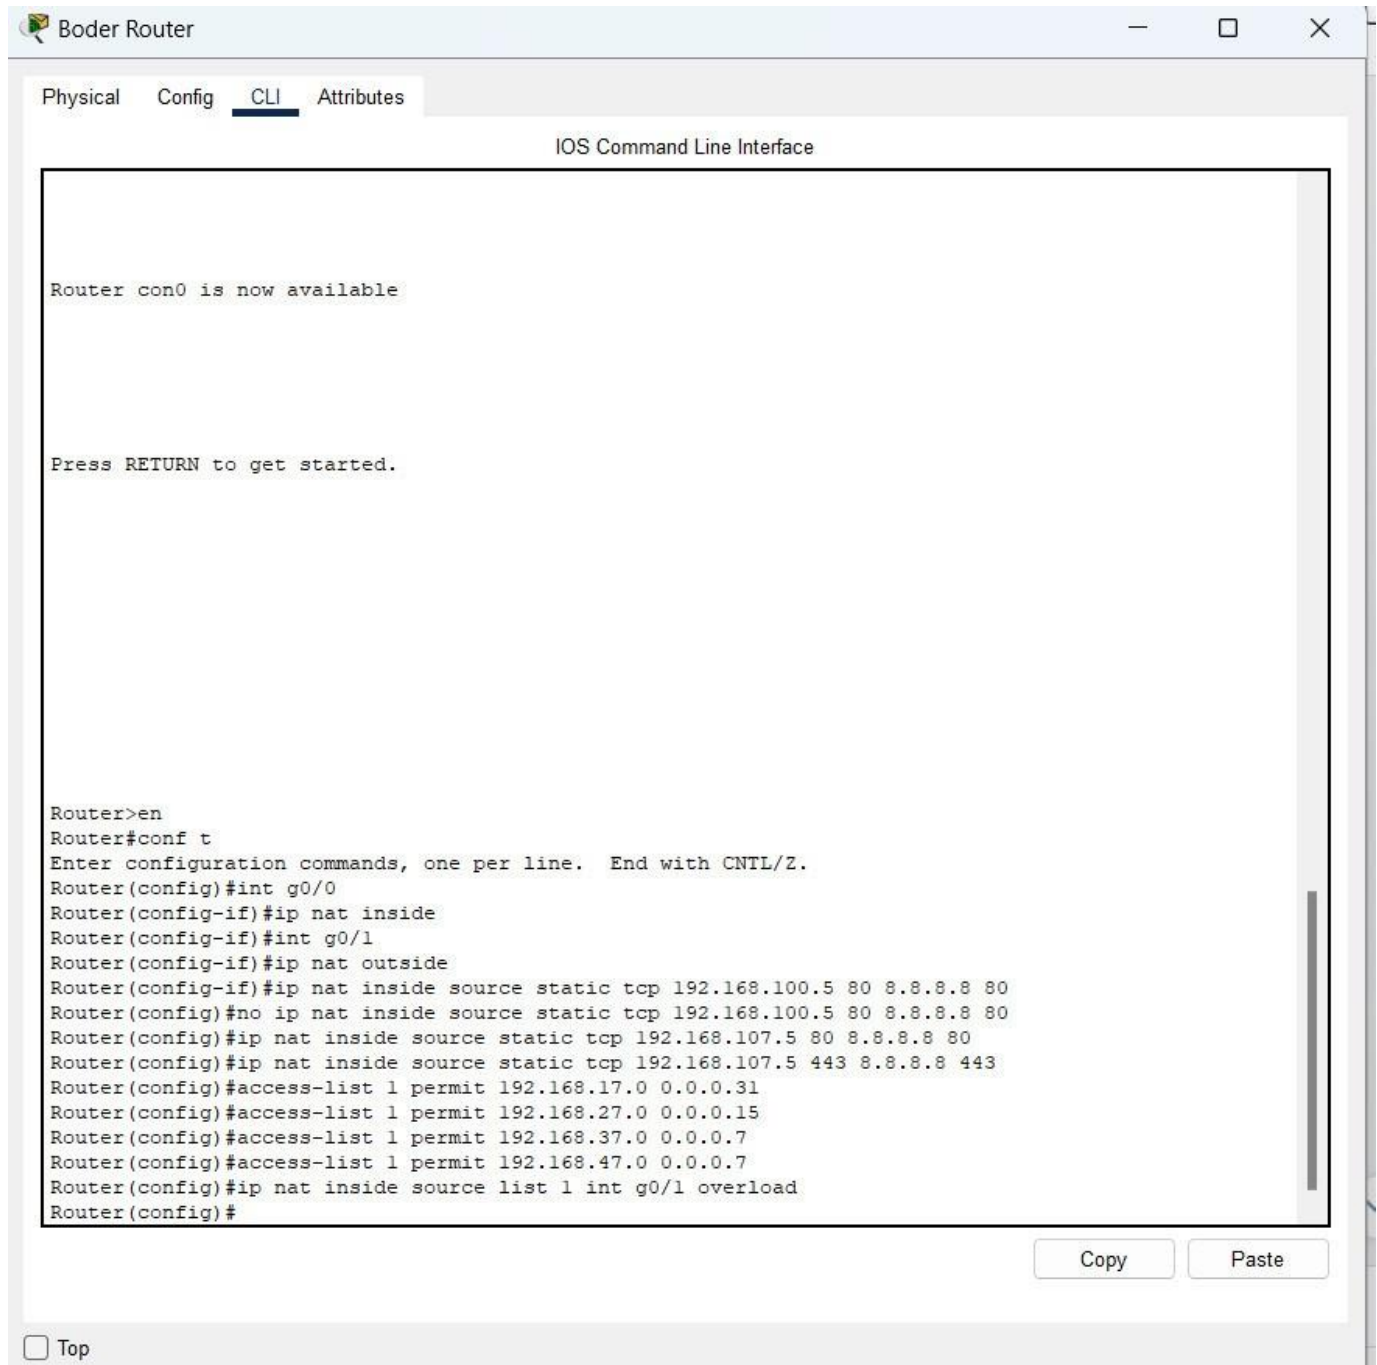 Boder Router
Physical Config CLI Attributes
IOS Command Line Interface
Router con0 is now available
Press RETURN to get started.
Router>en
Router#conf t
Enter configuration commands, one per line.  End with CNTL/Z.
Router(config)#int g0/0
Router(config-if)#ip nat inside
Router(config-if)#int g0/1
Router(config-if)#ip nat outside
Router(config-if)#ip nat inside source static tcp 192.168.100.5 80 8.8.8.8 80
Router(config)#no ip nat inside source static tcp 192.168.100.5 80 8.8.8.8 80
Router(config)#ip nat inside source static tcp 192.168.107.5 80 8.8.8.8 80
Router(config)#ip nat inside source static tcp 192.168.107.5 443 8.8.8.8 443
Router(config)#access-list 1 permit 192.168.17.0 0.0.0.31
Router(config)#access-list 1 permit 192.168.27.0 0.0.0.15
Router(config)#access-list 1 permit 192.168.37.0 0.0.0.7
Router(config)#access-list 1 permit 192.168.47.0 0.0.0.7
Router(config)#ip nat inside source list 1 int g0/1 overload
Router(config)#
Copy Paste
Top